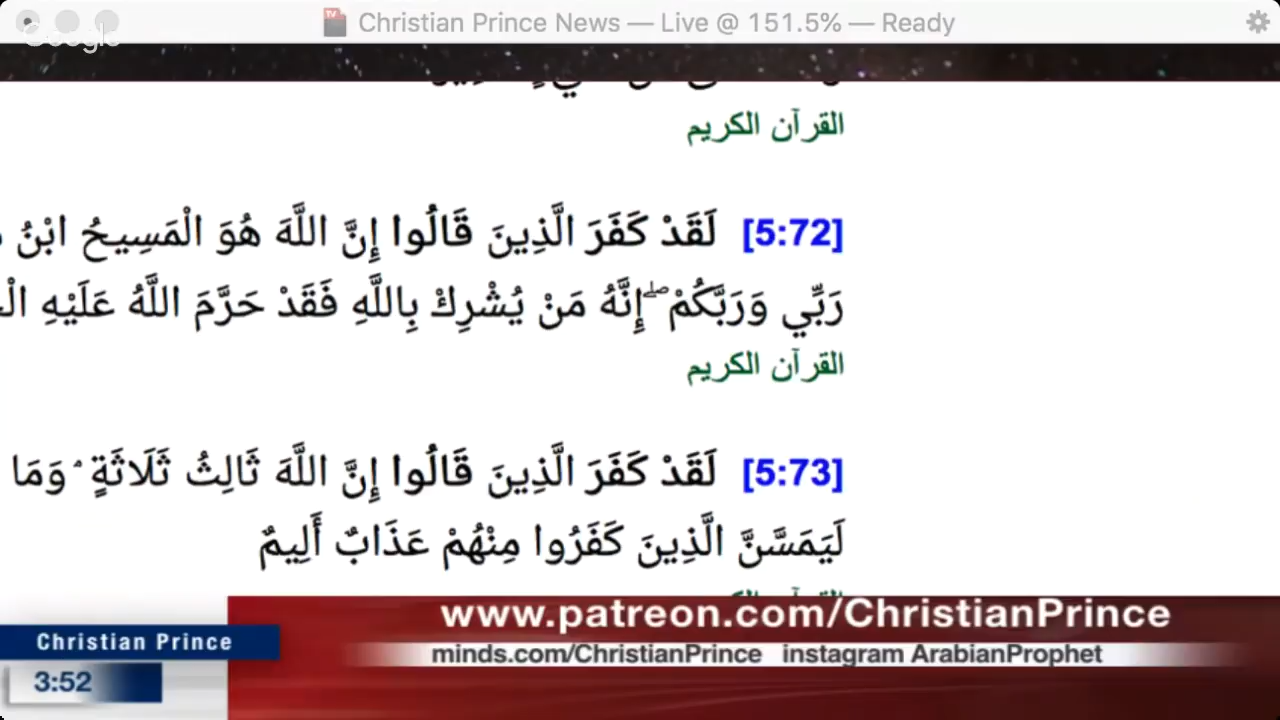 Christian Prince News — Live @ 151.5% — Ready
Google
القرآن الكريم
[5:72] لَقَدْ كَفَرَ الَّذِينَ قَالُوا إِنَّ اللَّهَ هُوَ الْمَسِيحُ ابْنُ
رَبِّي وَرَبَّكُمْ ۖ إِنَّهُ مَنْ يُشْرِكْ بِاللَّهِ فَقَدْ حَرَّمَ اللَّهُ عَلَيْهِ
القرآن الكريم
[5:73] لَقَدْ كَفَرَ الَّذِينَ قَالُوا إِنَّ اللَّهَ ثَالِثُ ثَلَاثَةٍ ۘ وَمَا
لَيَمَسَّنَّ الَّذِينَ كَفَرُوا مِنْهُمْ عَذَابٌ أَلِيمٌ
www.patreon.com/ChristianPrince
Christian Prince
minds.com/ChristianPrince instagram ArabianProphet
3:52